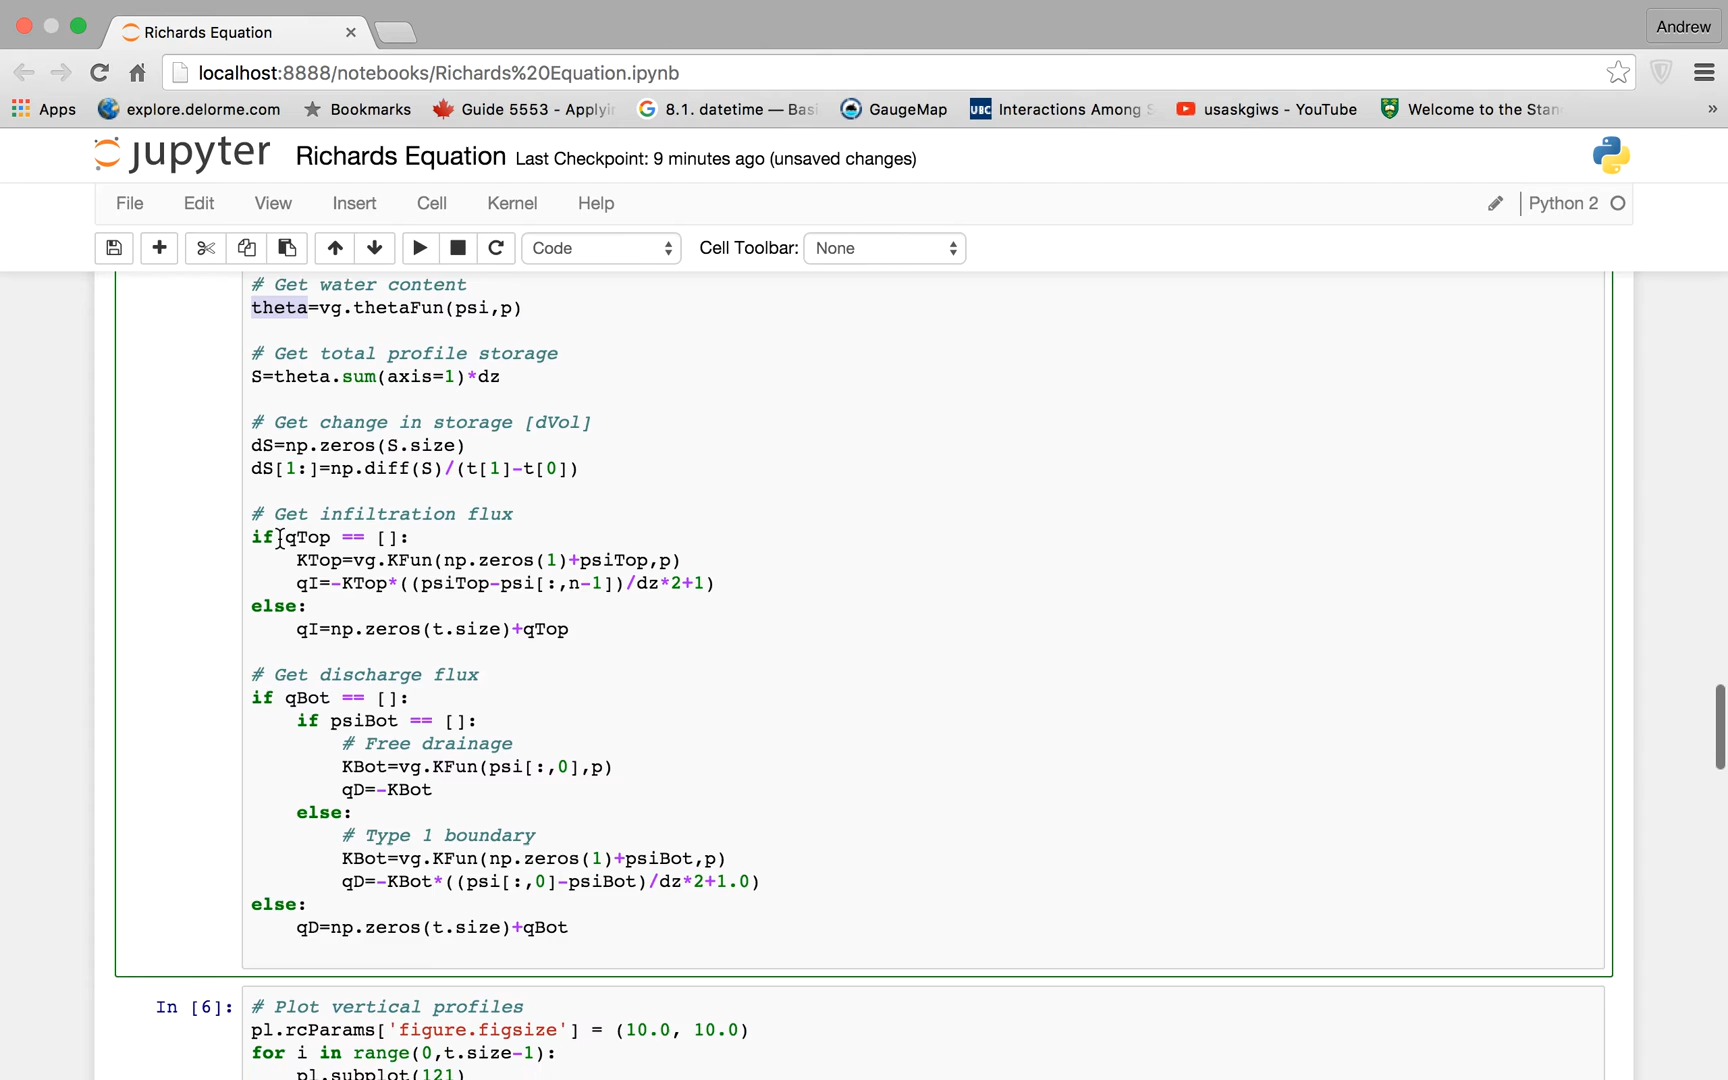 Richards Equation
Andrew
localhost:8888/notebooks/Richards%20Equation.ipynb
Apps explore.delorme.com Bookmarks Guide 5553 - Applyi 8.1. datetime — Basi GaugeMap UBC Interactions Among S usaskgiws - YouTube Welcome to the Stan »
jupyter Richards Equation Last Checkpoint: 9 minutes ago (unsaved changes)
File Edit View Insert Cell Kernel Help Python 2
Code Cell Toolbar: None
# Get water content
theta=vg.thetaFun(psi,p)
# Get total profile storage
S=theta.sum(axis=1)*dz
# Get change in storage [dVol]
dS=np.zeros(S.size)
dS[1:]=np.diff(S)/(t[1]-t[0])
# Get infiltration flux
if qTop == []:
KTop=vg.KFun(np.zeros(1)+psiTop,p)
qI=-KTop*((psiTop-psi[:,n-1])/dz*2+1)
else:
qI=np.zeros(t.size)+qTop
# Get discharge flux
if qBot == []:
if psiBot == []:
# Free drainage
KBot=vg.KFun(psi[:,0],p)
qD=-KBot
else:
# Type 1 boundary
KBot=vg.KFun(np.zeros(1)+psiBot,p)
qD=-KBot*((psi[:,0]-psiBot)/dz*2+1.0)
else:
qD=np.zeros(t.size)+qBot
In [6]: # Plot vertical profiles
pl.rcParams['figure.figsize'] = (10.0, 10.0)
for i in range(0,t.size-1):
pl.subplot(121)